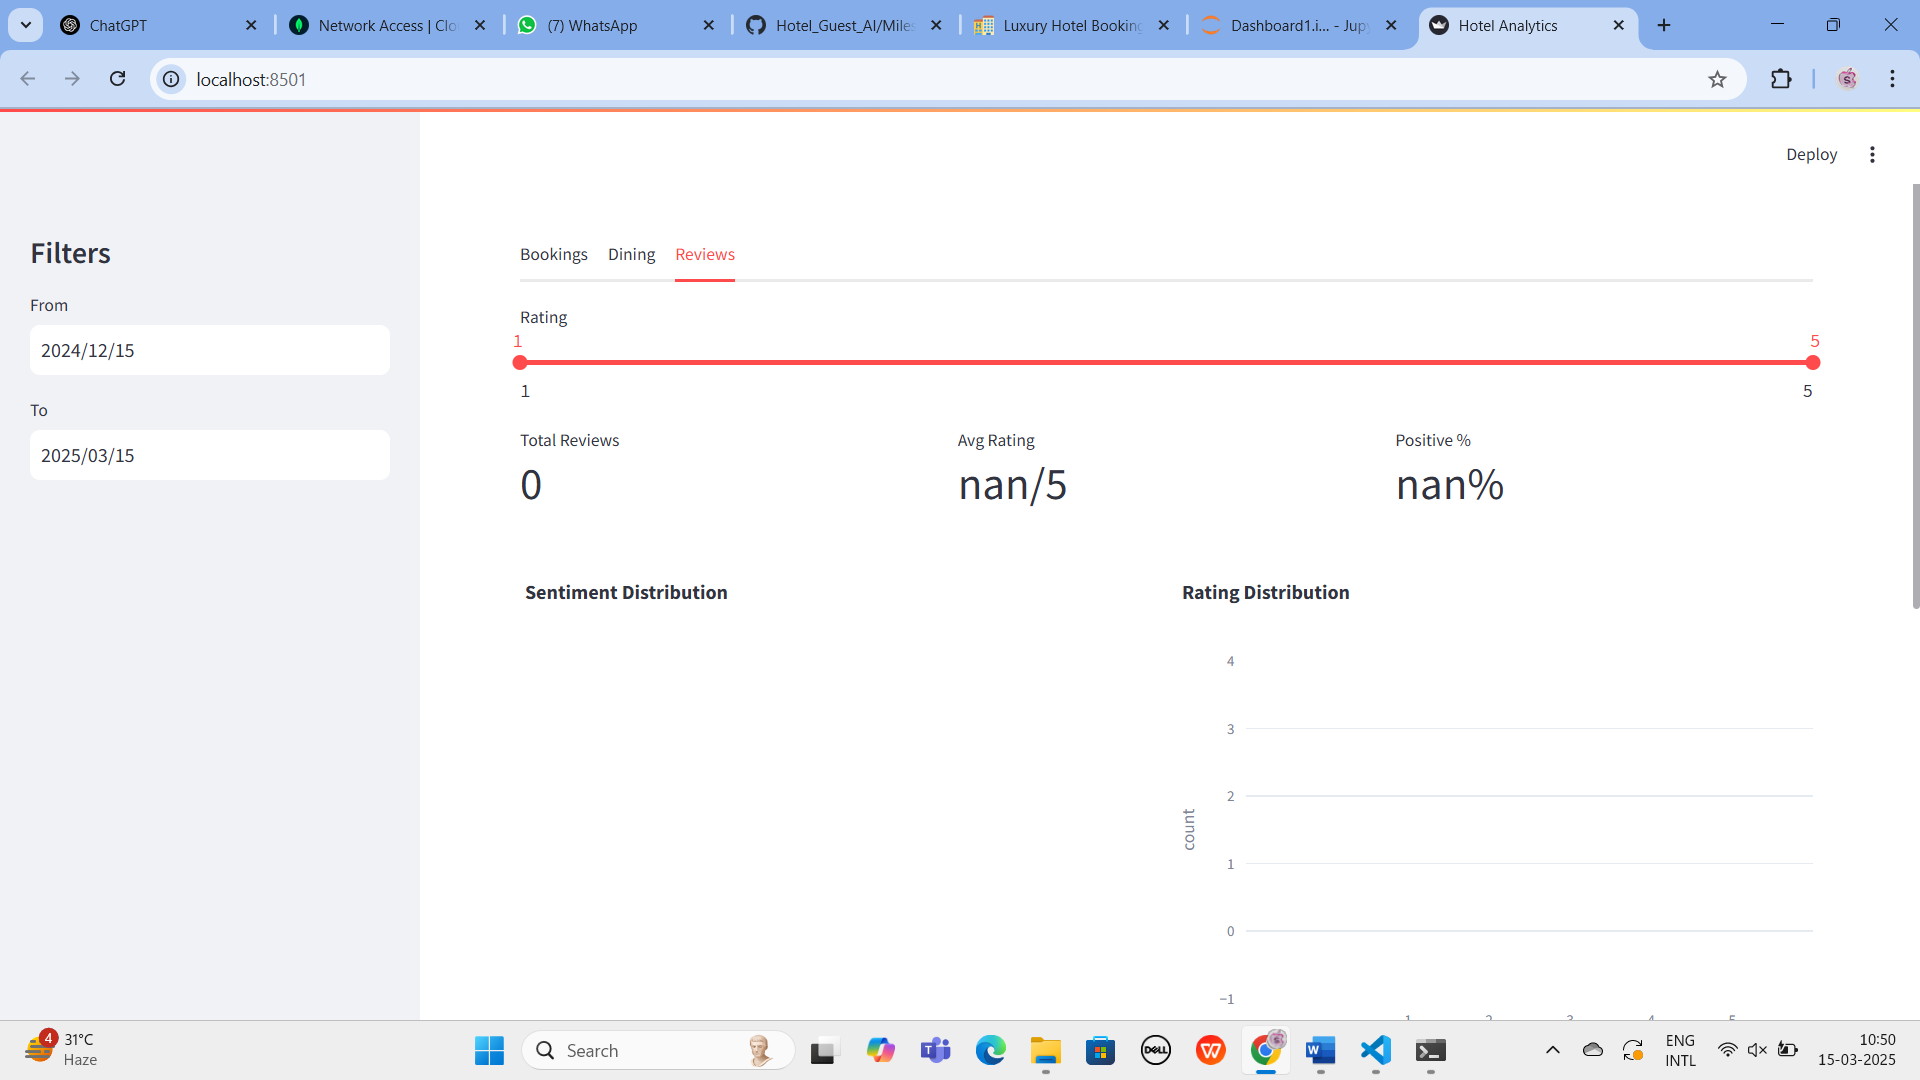 ChatGPT
Network Access | Clo
(7) WhatsApp
Hotel_Guest_AI/Miles
Luxury Hotel Booking
Dashboard1.i... - Jup
Hotel Analytics
localhost:8501
Deploy
Filters
From
2024/12/15
To
2025/03/15
Bookings Dining Reviews
Rating
1 5
1 5
Total Reviews
0
Avg Rating
nan/5
Positive %
nan%
Sentiment Distribution
Rating Distribution
4
3
2
1
0
−1
count
1 2 3 4 5
4
31°C
Haze
Search
DELL
ENG
INTL
10:50
15-03-2025